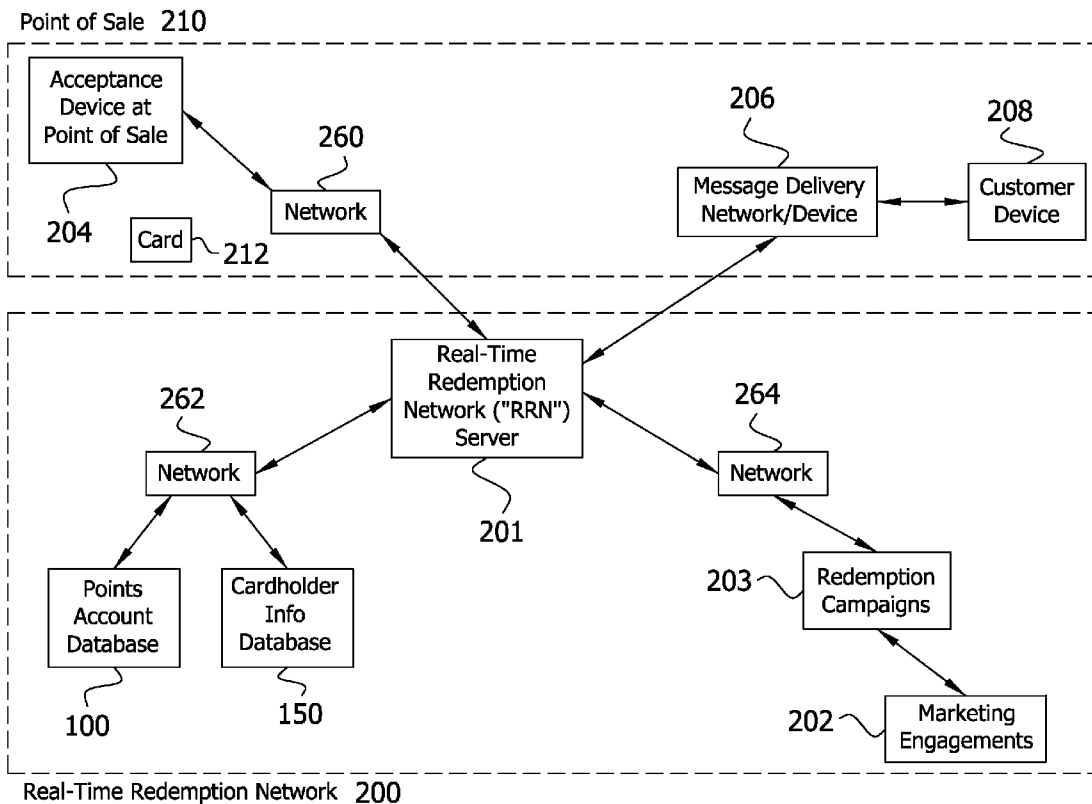 Point of Sale 210
Acceptance
Device at
Point of Sale
204
Card
212
260
Network
206
Message Delivery
Network/Device
208
Customer
Device
Real-Time
Redemption
Network ("RRN")
Server
201
262
Network
264
Network
Points
Account
Database
100
Cardholder
Info
Database
150
203
Redemption
Campaigns
202
Marketing
Engagements
Real-Time Redemption Network 200